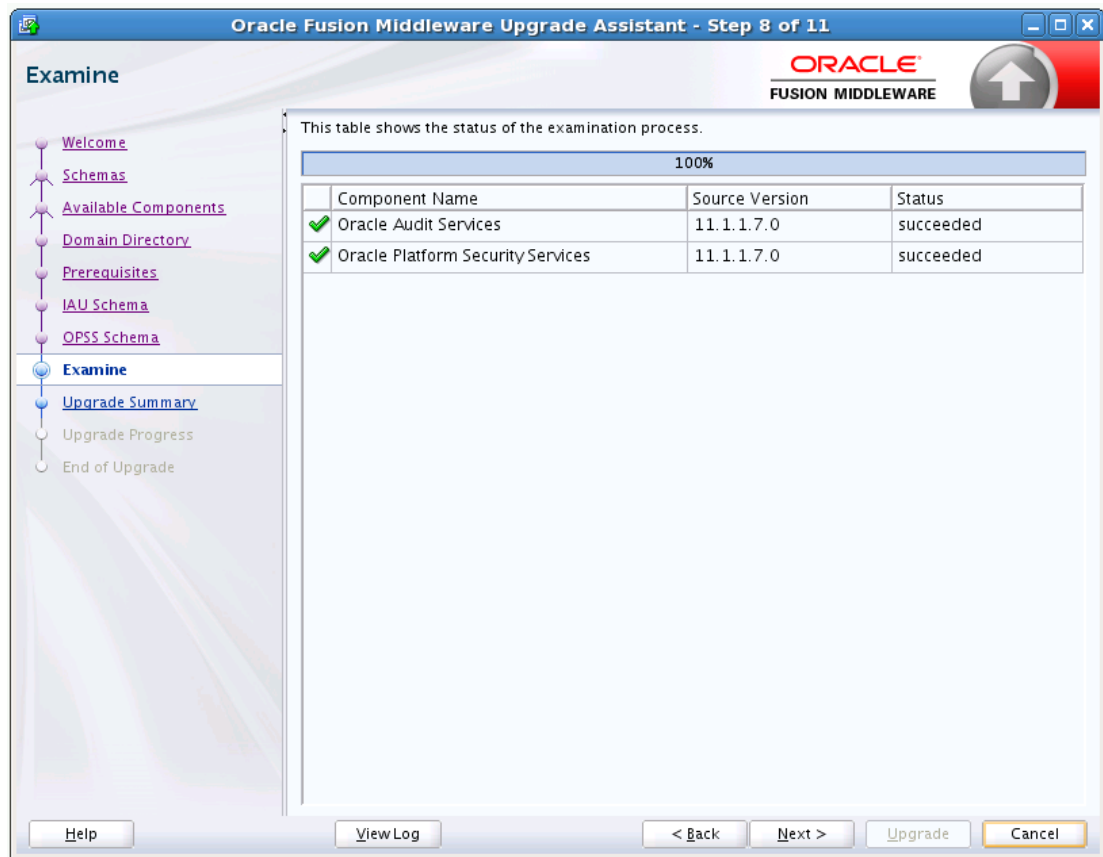 Oracle Fusion Middleware Upgrade Assistant - Step 8 of 11
Examine
ORACLE
FUSION MIDDLEWARE
Welcome
Schemas
Available Components
Domain Directory
Prerequisites
IAU Schema
OPSS Schema
Examine
Upgrade Summary
Upgrade Progress
End of Upgrade
This table shows the status of the examination process.
100%
Component Name Source Version Status
Oracle Audit Services 11.1.1.7.0 succeeded
Oracle Platform Security Services 11.1.1.7.0 succeeded
Help View Log < Back Next > Upgrade Cancel